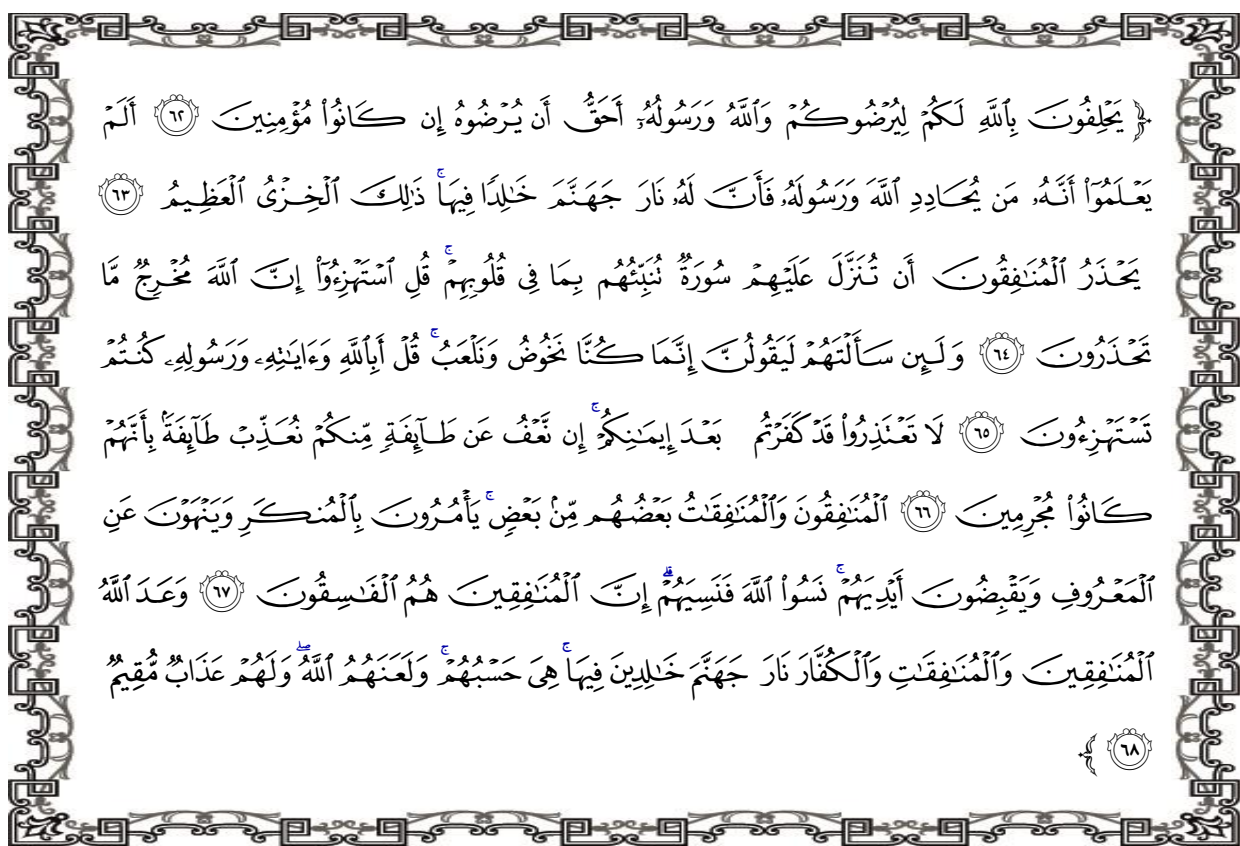 ﴿ يَحْلِفُونَ بِٱللَّهِ لَكُمْ لِيُرْضُوكُمْ وَٱللَّهُ وَرَسُولُهُۥٓ أَحَقُّ أَن يُرْضُوهُ إِن كَانُوا۟ مُؤْمِنِينَ ﴿٦٢﴾ أَلَمْ
يَعْلَمُوٓا۟ أَنَّهُۥ مَن يُحَادِدِ ٱللَّهَ وَرَسُولَهُۥ فَأَنَّ لَهُۥ نَارَ جَهَنَّمَ خَـٰلِدًا فِيهَا ۚ ذَٰلِكَ ٱلْخِزْىُ ٱلْعَظِيمُ ﴿٦٣﴾
يَحْذَرُ ٱلْمُنَـٰفِقُونَ أَن تُنَزَّلَ عَلَيْهِمْ سُورَةٌ تُنَبِّئُهُم بِمَا فِى قُلُوبِهِمْ ۚ قُلِ ٱسْتَهْزِءُوٓا۟ إِنَّ ٱللَّهَ مُخْرِجٌ مَّا
تَحْذَرُونَ ﴿٦٤﴾ وَلَئِن سَأَلْتَهُمْ لَيَقُولُنَّ إِنَّمَا كُنَّا نَخُوضُ وَنَلْعَبُ ۚ قُلْ أَبِٱللَّهِ وَءَايَـٰتِهِۦ وَرَسُولِهِۦ كُنتُمْ
تَسْتَهْزِءُونَ ﴿٦٥﴾ لَا تَعْتَذِرُوا۟ قَدْ كَفَرْتُم بَعْدَ إِيمَـٰنِكُمْ ۚ إِن نَّعْفُ عَن طَآئِفَةٍ مِّنكُمْ نُعَذِّبْ طَآئِفَةًۢ بِأَنَّهُمْ
كَانُوا۟ مُجْرِمِينَ ﴿٦٦﴾ ٱلْمُنَـٰفِقُونَ وَٱلْمُنَـٰفِقَـٰتُ بَعْضُهُم مِّنۢ بَعْضٍ ۚ يَأْمُرُونَ بِٱلْمُنكَرِ وَيَنْهَوْنَ عَنِ
ٱلْمَعْرُوفِ وَيَقْبِضُونَ أَيْدِيَهُمْ ۚ نَسُوا۟ ٱللَّهَ فَنَسِيَهُمْ ۗ إِنَّ ٱلْمُنَـٰفِقِينَ هُمُ ٱلْفَـٰسِقُونَ ﴿٦٧﴾ وَعَدَ ٱللَّهُ
ٱلْمُنَـٰفِقِينَ وَٱلْمُنَـٰفِقَـٰتِ وَٱلْكُفَّارَ نَارَ جَهَنَّمَ خَـٰلِدِينَ فِيهَا ۚ هِىَ حَسْبُهُمْ ۚ وَلَعَنَهُمُ ٱللَّهُ ۖ وَلَهُمْ عَذَابٌ مُّقِيمٌ
﴿٦٨﴾ ﴾